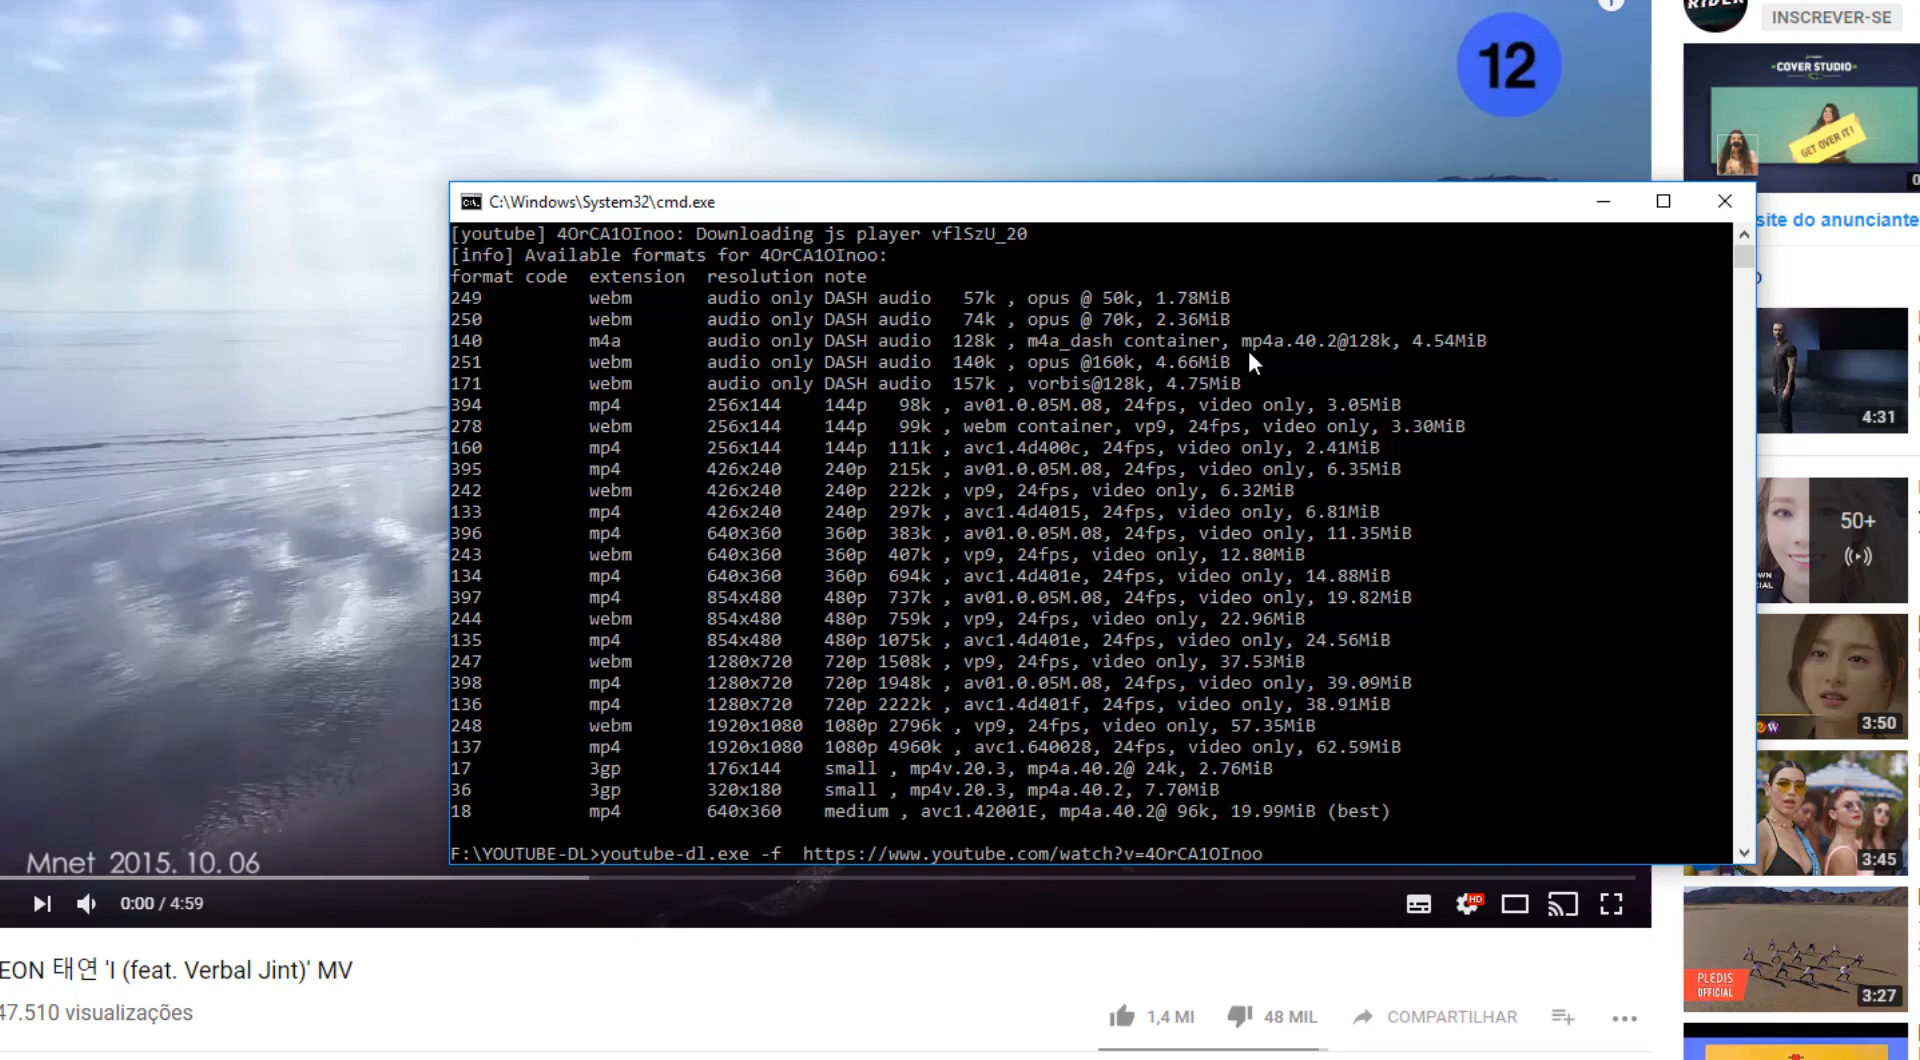 RIDER
INSCREVER-SE
12
COVER STUDIO
GET OVER IT!
C:\Windows\System32\cmd.exe
site do anunciante
[youtube] 4OrCA1OInoo: Downloading js player vflSzU_20
[info] Available formats for 4OrCA1OInoo:
format code  extension  resolution note
249          webm       audio only DASH audio   57k , opus @ 50k, 1.78MiB
250          webm       audio only DASH audio   74k , opus @ 70k, 2.36MiB
140          m4a        audio only DASH audio  128k , m4a_dash container, mp4a.40.2@128k, 4.54MiB
251          webm       audio only DASH audio  140k , opus @160k, 4.66MiB
171          webm       audio only DASH audio  157k , vorbis@128k, 4.75MiB
394          mp4        256x144    144p   98k , av01.0.05M.08, 24fps, video only, 3.05MiB
278          webm       256x144    144p   99k , webm container, vp9, 24fps, video only, 3.30MiB
160          mp4        256x144    144p  111k , avc1.4d400c, 24fps, video only, 2.41MiB
395          mp4        426x240    240p  215k , av01.0.05M.08, 24fps, video only, 6.35MiB
242          webm       426x240    240p  222k , vp9, 24fps, video only, 6.32MiB
133          mp4        426x240    240p  297k , avc1.4d4015, 24fps, video only, 6.81MiB
396          mp4        640x360    360p  383k , av01.0.05M.08, 24fps, video only, 11.35MiB
243          webm       640x360    360p  407k , vp9, 24fps, video only, 12.80MiB
134          mp4        640x360    360p  694k , avc1.4d401e, 24fps, video only, 14.88MiB
397          mp4        854x480    480p  737k , av01.0.05M.08, 24fps, video only, 19.82MiB
244          webm       854x480    480p  759k , vp9, 24fps, video only, 22.96MiB
135          mp4        854x480    480p 1075k , avc1.4d401e, 24fps, video only, 24.56MiB
247          webm       1280x720   720p 1508k , vp9, 24fps, video only, 37.53MiB
398          mp4        1280x720   720p 1948k , av01.0.05M.08, 24fps, video only, 39.09MiB
136          mp4        1280x720   720p 2222k , avc1.4d401f, 24fps, video only, 38.91MiB
248          webm       1920x1080  1080p 2796k , vp9, 24fps, video only, 57.35MiB
137          mp4        1920x1080  1080p 4960k , avc1.640028, 24fps, video only, 62.59MiB
17           3gp        176x144    small , mp4v.20.3, mp4a.40.2@ 24k, 2.76MiB
36           3gp        320x180    small , mp4v.20.3, mp4a.40.2, 7.70MiB
18           mp4        640x360    medium , avc1.42001E, mp4a.40.2@ 96k, 19.99MiB (best)
F:\YOUTUBE-DL>youtube-dl.exe -f  https://www.youtube.com/watch?v=4OrCA1OInoo
4:31
50+
3:50
3:45
PLEDIS
OFFICIAL
3:27
Mnet 2015. 10. 06
0:00 / 4:59
HD
EON 태연 'I (feat. Verbal Jint)' MV
47.510 visualizações
1,4 MI
48 MIL
COMPARTILHAR